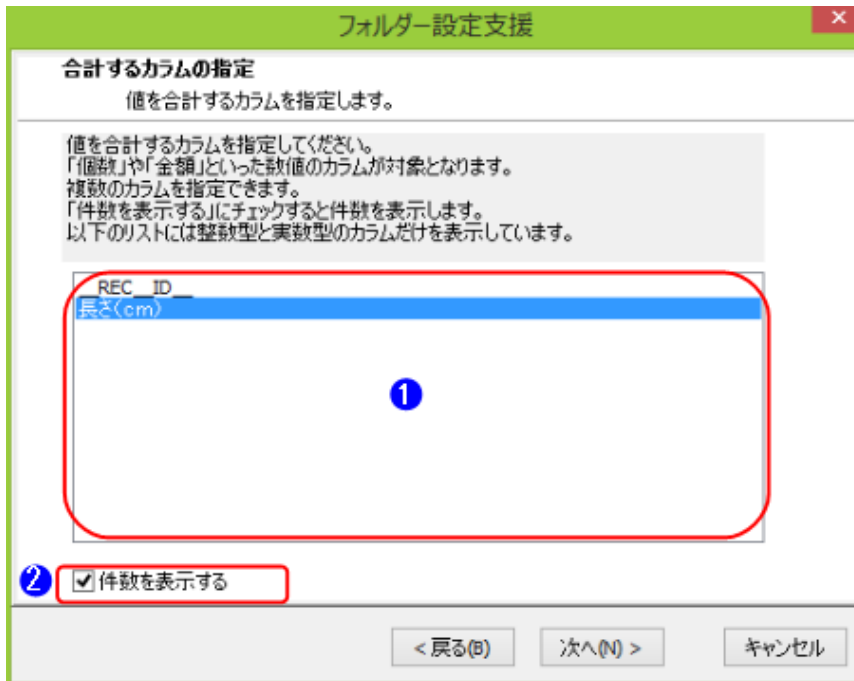 フォルダー設定支援
合計するカラムの指定
値を合計するカラムを指定します。
値を合計するカラムを指定してください。
「個数」や「金額」といった数値のカラムが対象となります。
複数のカラムを指定できます。
「件数を表示する」にチェックすると件数を表示します。
以下のリストには整数型と実数型のカラムだけを表示しています。
__REC__ID__
長さ(cm)
1
2 件数を表示する
< 戻る(B) 次へ(N) > キャンセル